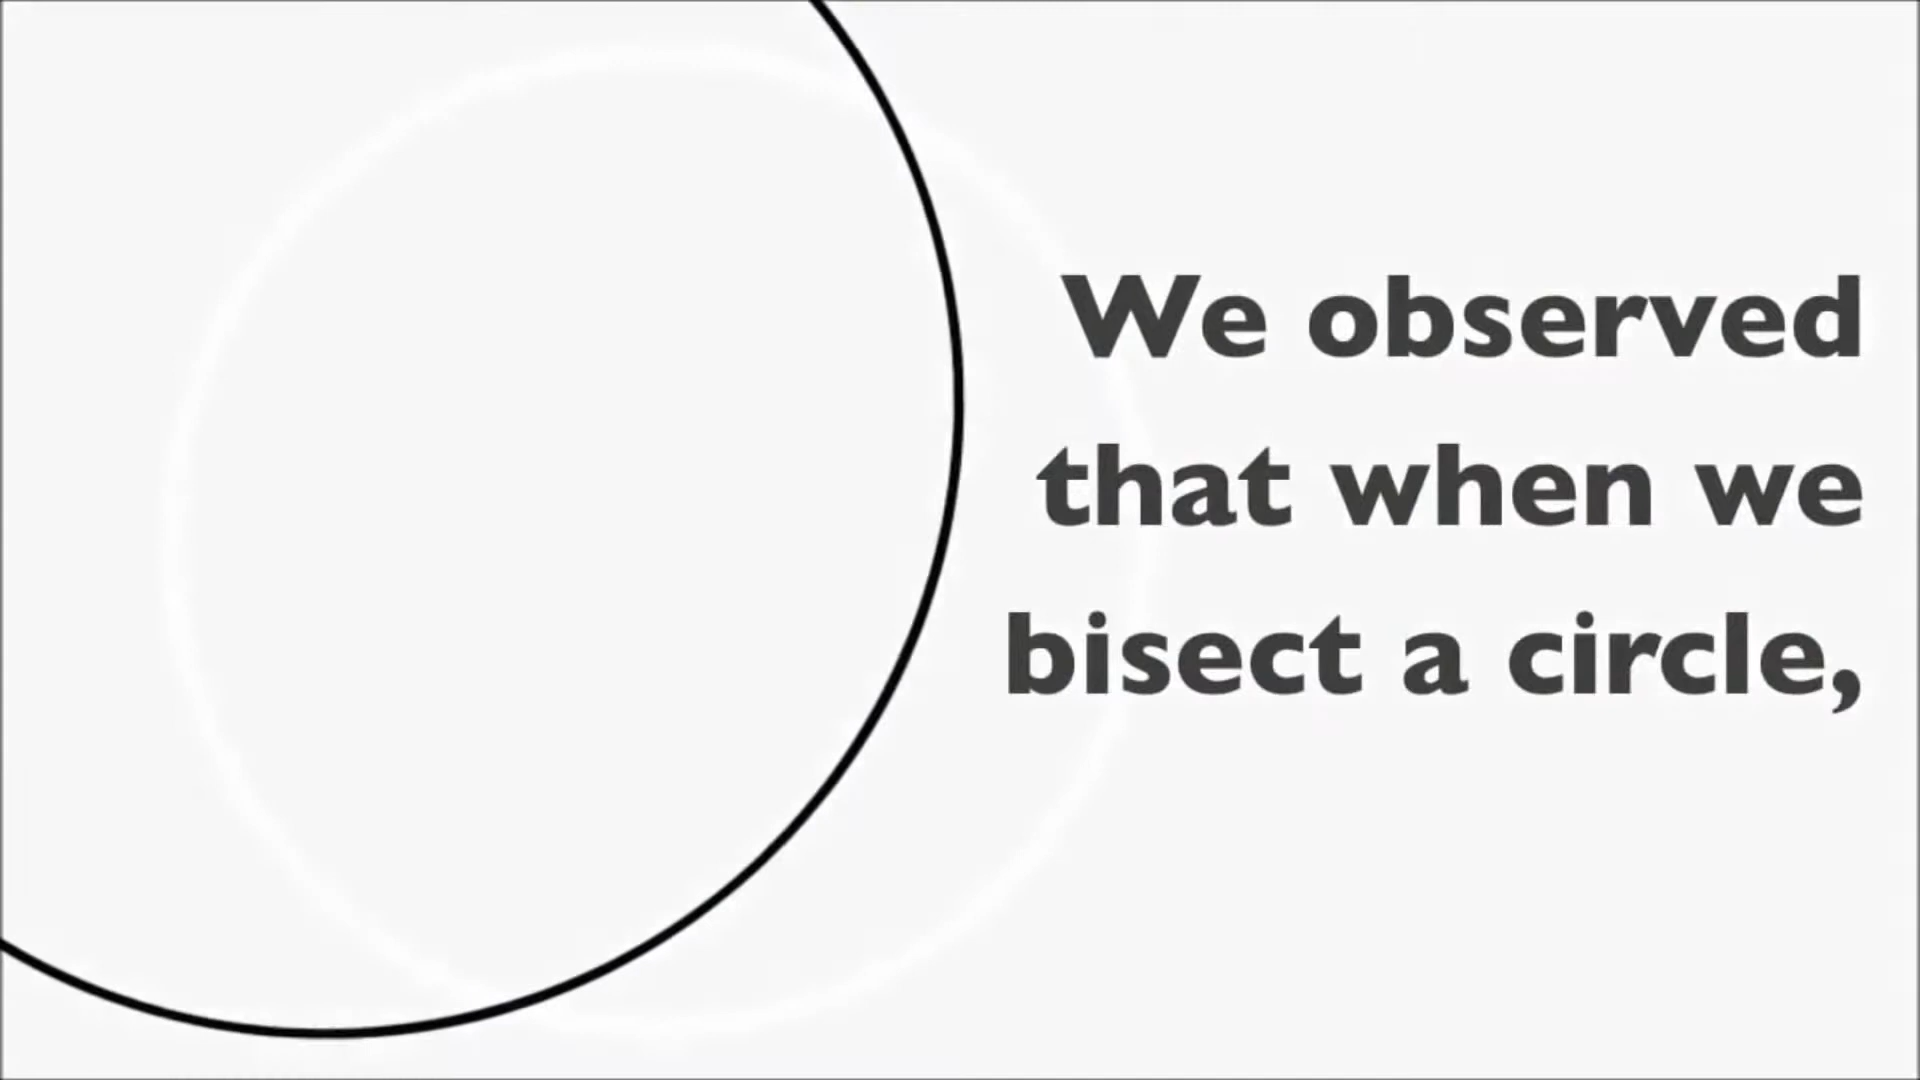 We observed
that when we
bisect a circle,